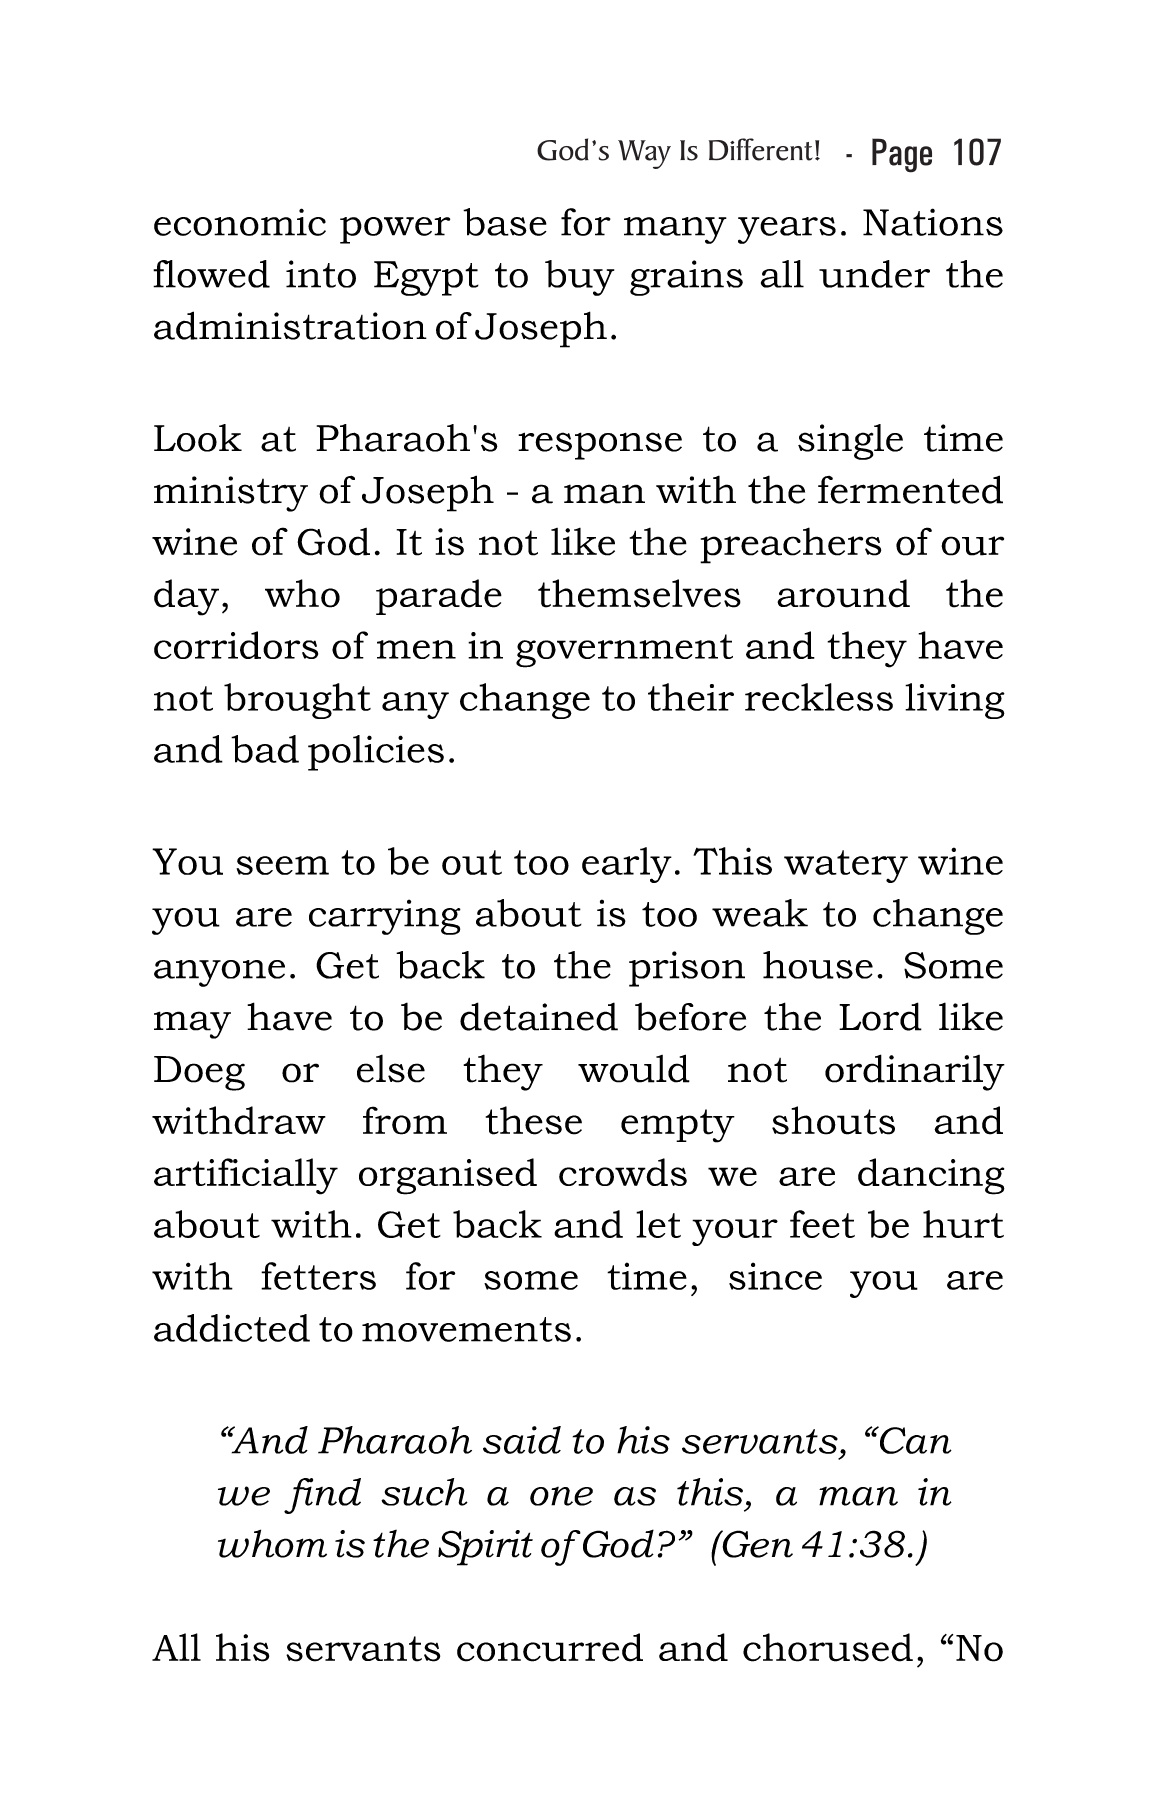 God’s Way Is Different! - Page 107
economic power base for many years. Nations
flowed into Egypt to buy grains all under the
administration of Joseph.
Look at Pharaoh's response to a single time
ministry of Joseph - a man with the fermented
wine of God. It is not like the preachers of our
day, who parade themselves around the
corridors of men in government and they have
not brought any change to their reckless living
and bad policies.
You seem to be out too early. This watery wine
you are carrying about is too weak to change
anyone. Get back to the prison house. Some
may have to be detained before the Lord like
Doeg or else they would not ordinarily
withdraw from these empty shouts and
artificially organised crowds we are dancing
about with. Get back and let your feet be hurt
with fetters for some time, since you are
addicted to movements.
“And Pharaoh said to his servants, “Can
we find such a one as this, a man in
whom is the Spirit of God?” (Gen 41:38.)
All his servants concurred and chorused, “No